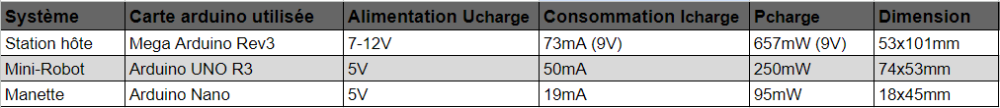 Système Carte arduino utilisée Alimentation Ucharge Consommation Icharge Pcharge Dimension
Station hôte Mega Arduino Rev3 7-12V 73mA (9V) 657mW (9V) 53x101mm
Mini-Robot Arduino UNO R3 5V 50mA 250mW 74x53mm
Manette Arduino Nano 5V 19mA 95mW 18x45mm